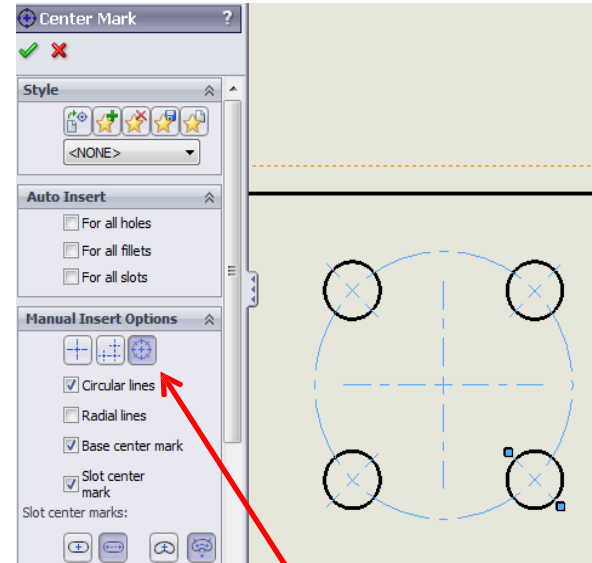 Center Mark ?
Style
<NONE>
Auto Insert
For all holes
For all fillets
For all slots
Manual Insert Options
Circular lines
Radial lines
Base center mark
Slot center
mark
Slot center marks: